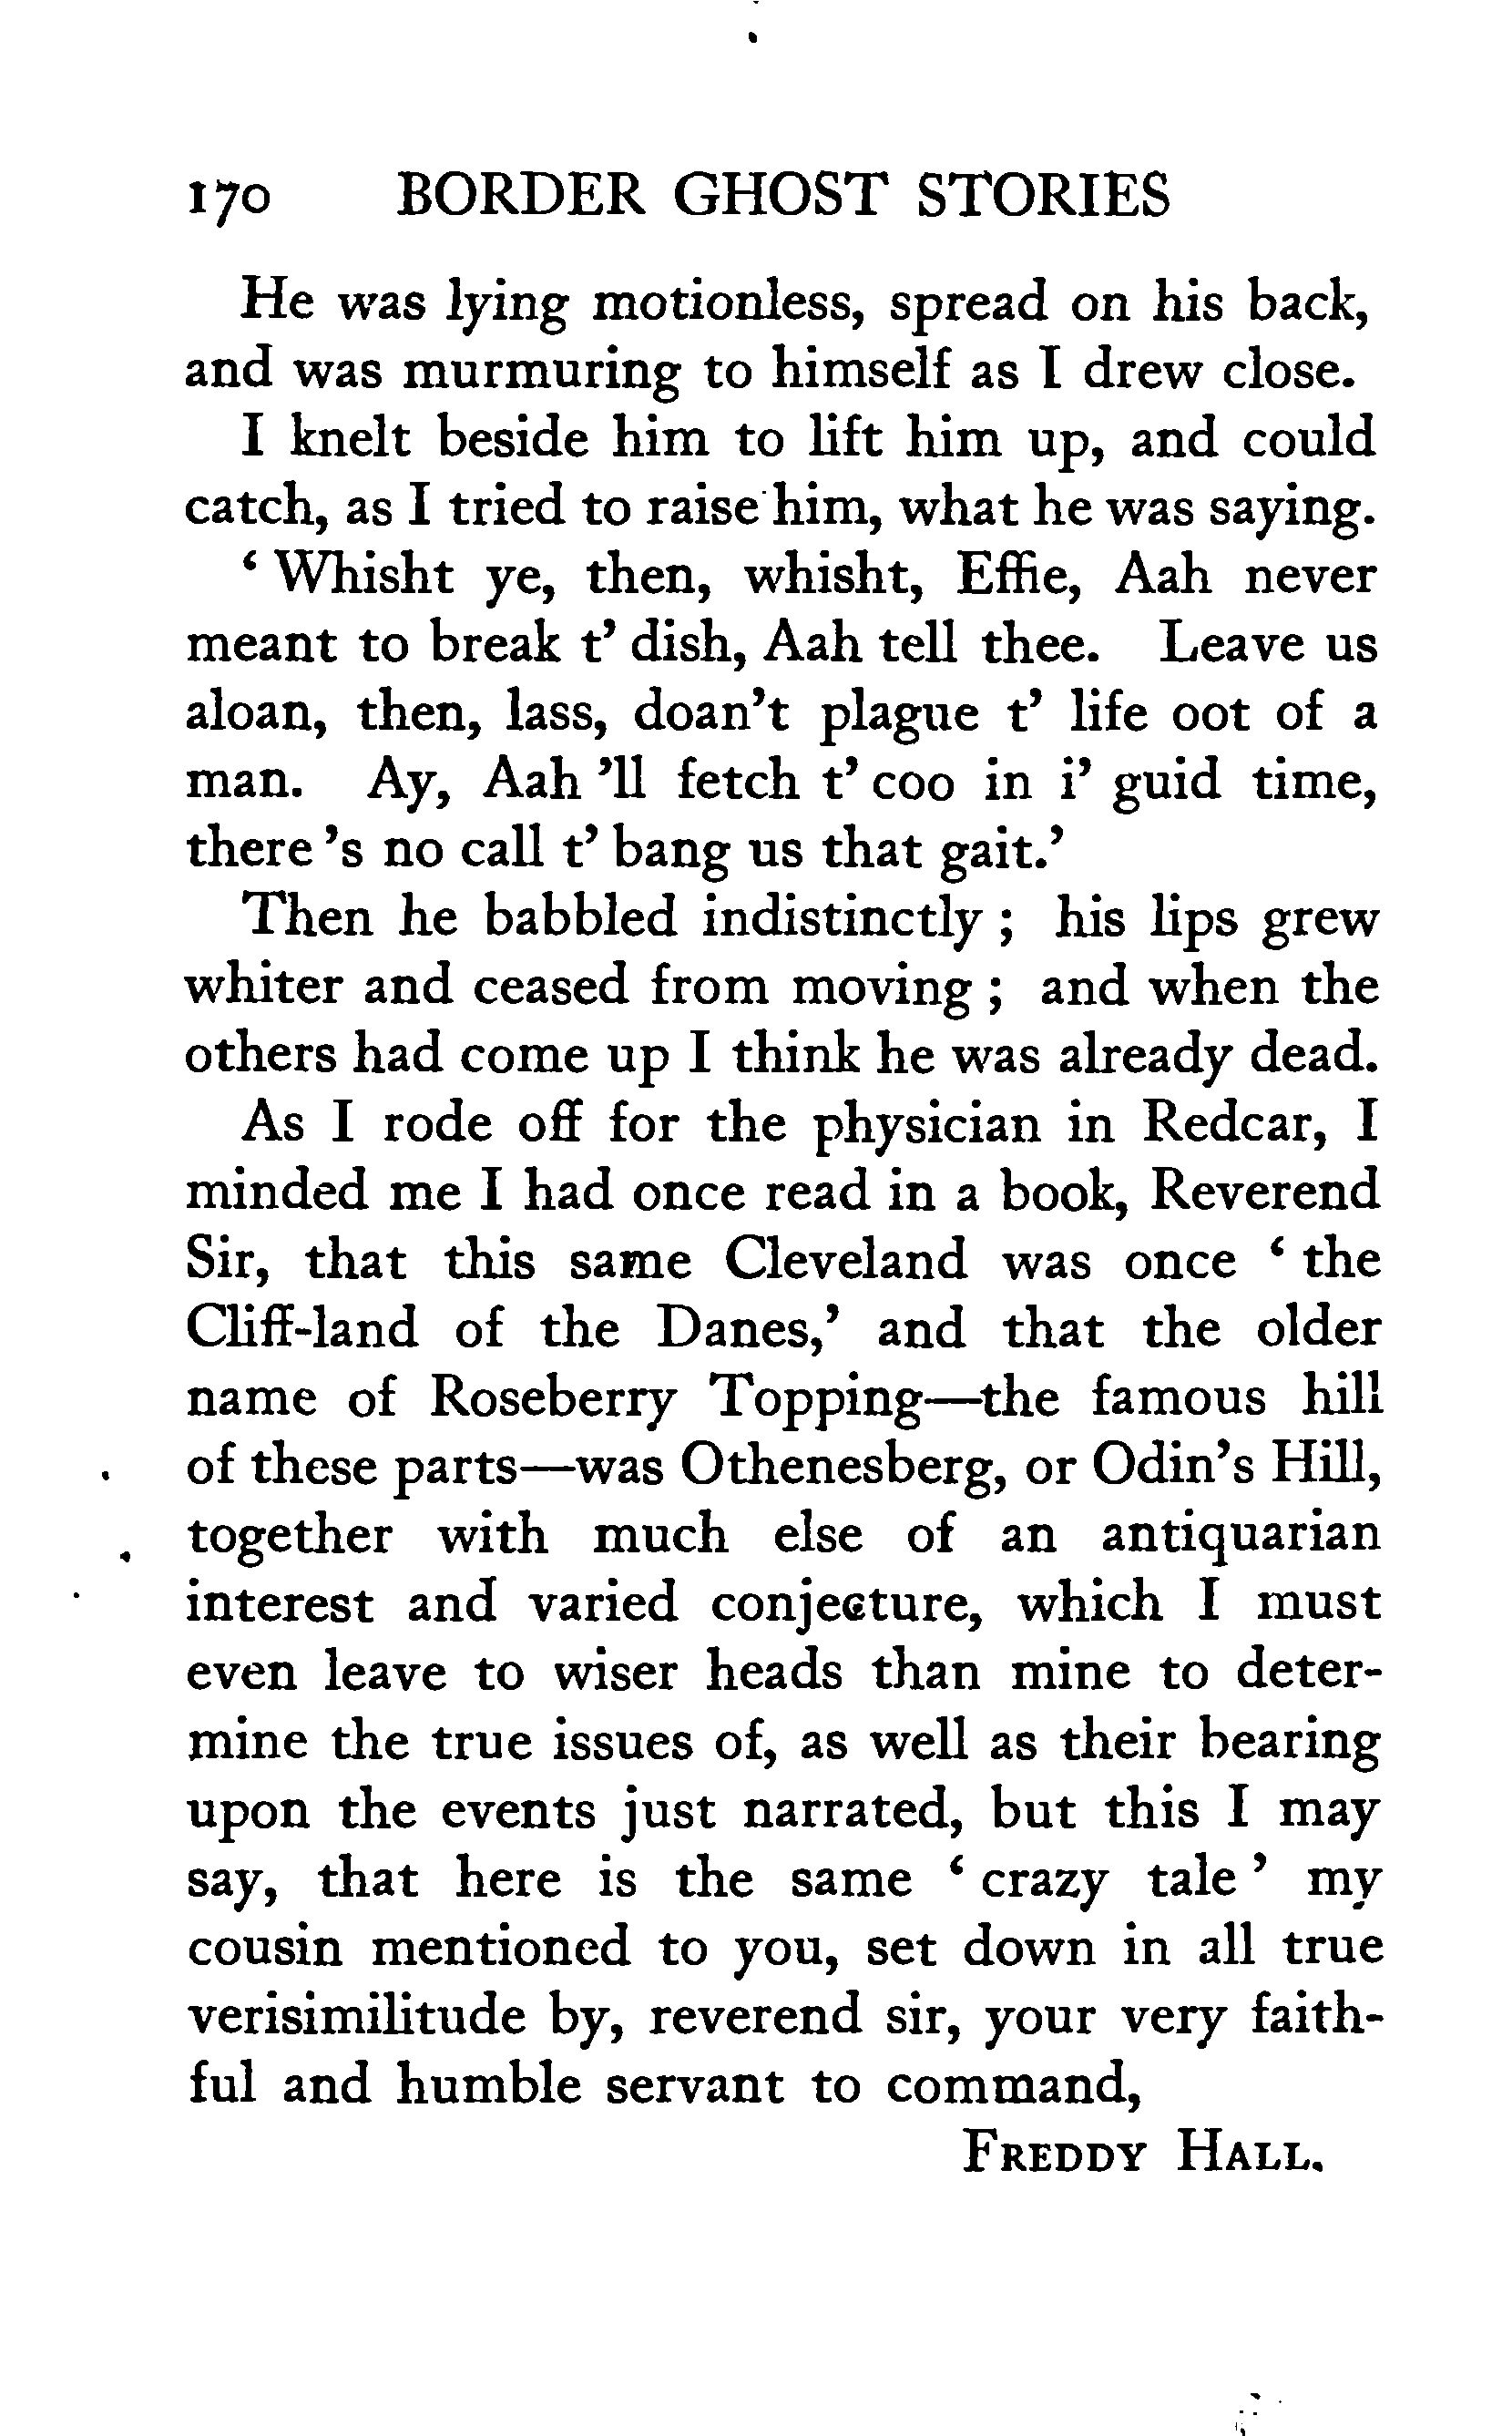 170 BORDER GHOST STORIES
He was lying motionless, spread on his back,
and was murmuring to himself as I drew close.
I knelt beside him to lift him up, and could
catch, as I tried to raise him, what he was saying.
‘ Whisht ye, then, whisht, Effie, Aah never
meant to break t’ dish, Aah tell thee. Leave us
aloan, then, lass, doan’t plague t’ life oot of a
man. Ay, Aah ’ll fetch t’ coo in i’ guid time,
there ’s no call t’ bang us that gait.’
Then he babbled indistinctly ; his lips grew
whiter and ceased from moving ; and when the
others had come up I think he was already dead.
As I rode off for the physician in Redcar, I
minded me I had once read in a book, Reverend
Sir, that this same Cleveland was once ‘ the
Cliff-land of the Danes,’ and that the older
name of Roseberry Topping—the famous hill
of these parts—was Othenesberg, or Odin’s Hill,
together with much else of an antiquarian
interest and varied conjecture, which I must
even leave to wiser heads than mine to deter-
mine the true issues of, as well as their bearing
upon the events just narrated, but this I may
say, that here is the same ‘ crazy tale ’ my
cousin mentioned to you, set down in all true
verisimilitude by, reverend sir, your very faith-
ful and humble servant to command,
FREDDY HALL.